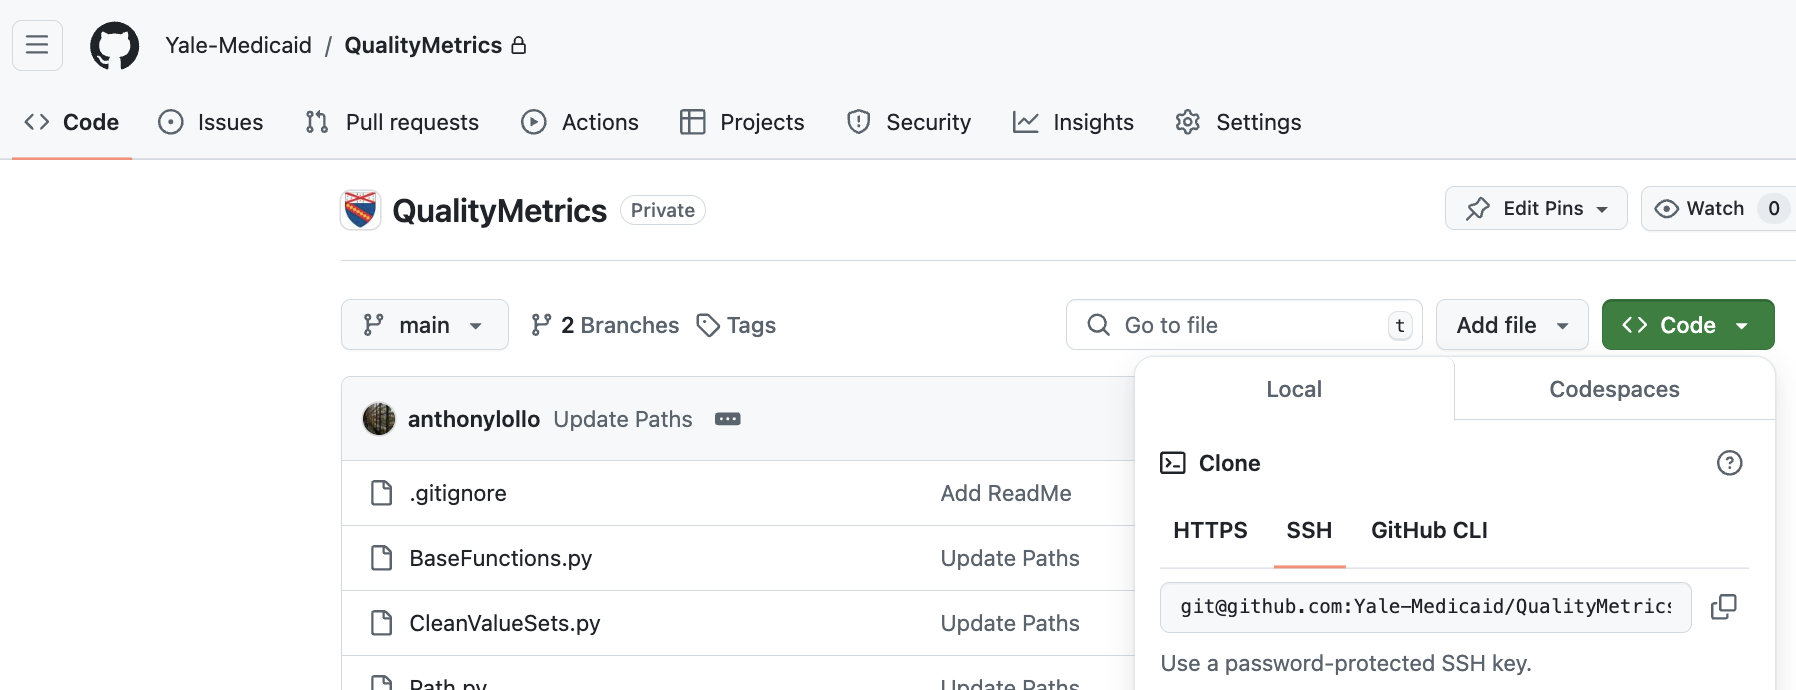 Yale-Medicaid / QualityMetrics
Code Issues Pull requests Actions Projects Security Insights Settings
QualityMetrics Private Edit Pins Watch 0
main 2 Branches Tags Go to file t Add file Code
Local Codespaces
anthonylollo Update Paths
Clone
.gitignore Add ReadMe
HTTPS SSH GitHub CLI
BaseFunctions.py Update Paths
git@github.com:Yale-Medicaid/QualityMetrics
CleanValueSets.py Update Paths
Use a password-protected SSH key.
Path.py Update Paths